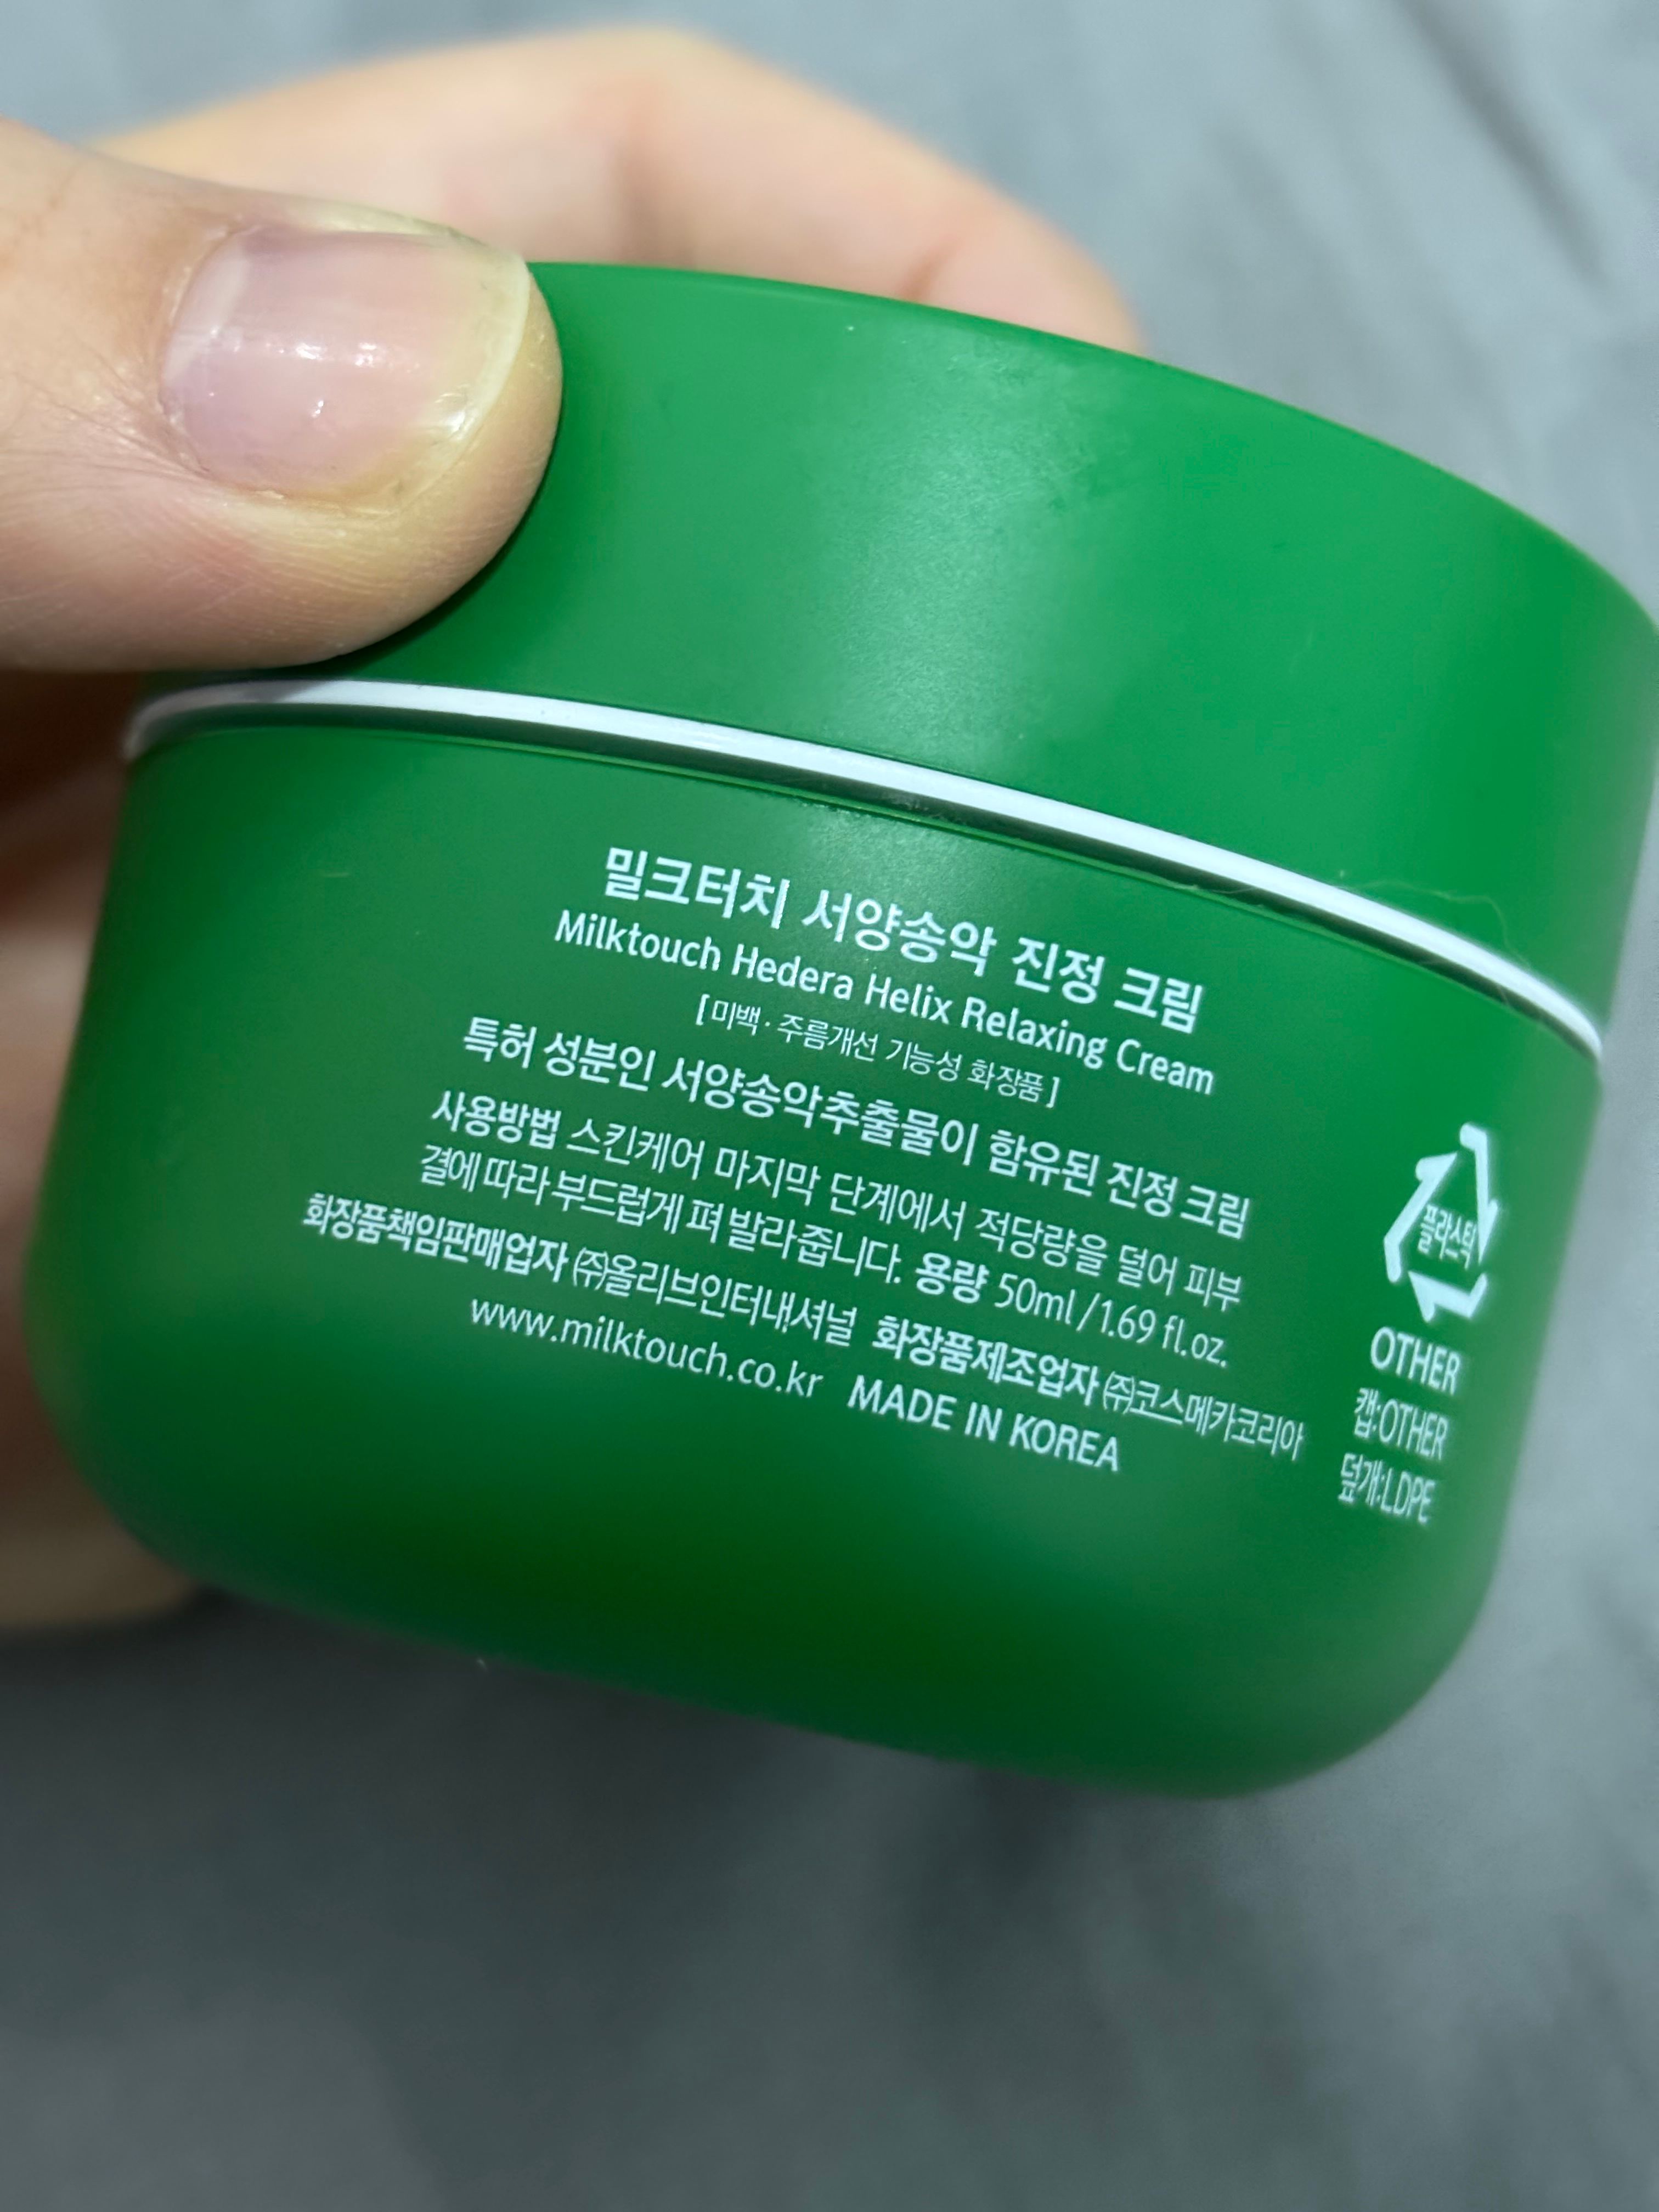 밀크터치 서양송악 진정 크림
Milktouch Hedera Helix Relaxing Cream
[미백·주름개선 기능성 화장품]
특허 성분인 서양송악추출물이 함유된 진정 크림
사용방법 스킨케어 마지막 단계에서 적당량을 덜어 피부
결에 따라 부드럽게 펴 발라줍니다. 용량 50ml/1.69 fl.oz.
화장품책임판매업자 ㈜올리브인터내셔널 화장품제조업자 ㈜코스메카코리아
www.milktouch.co.kr MADE IN KOREA
플라스틱
OTHER
캡:OTHER
덮개:LDPE